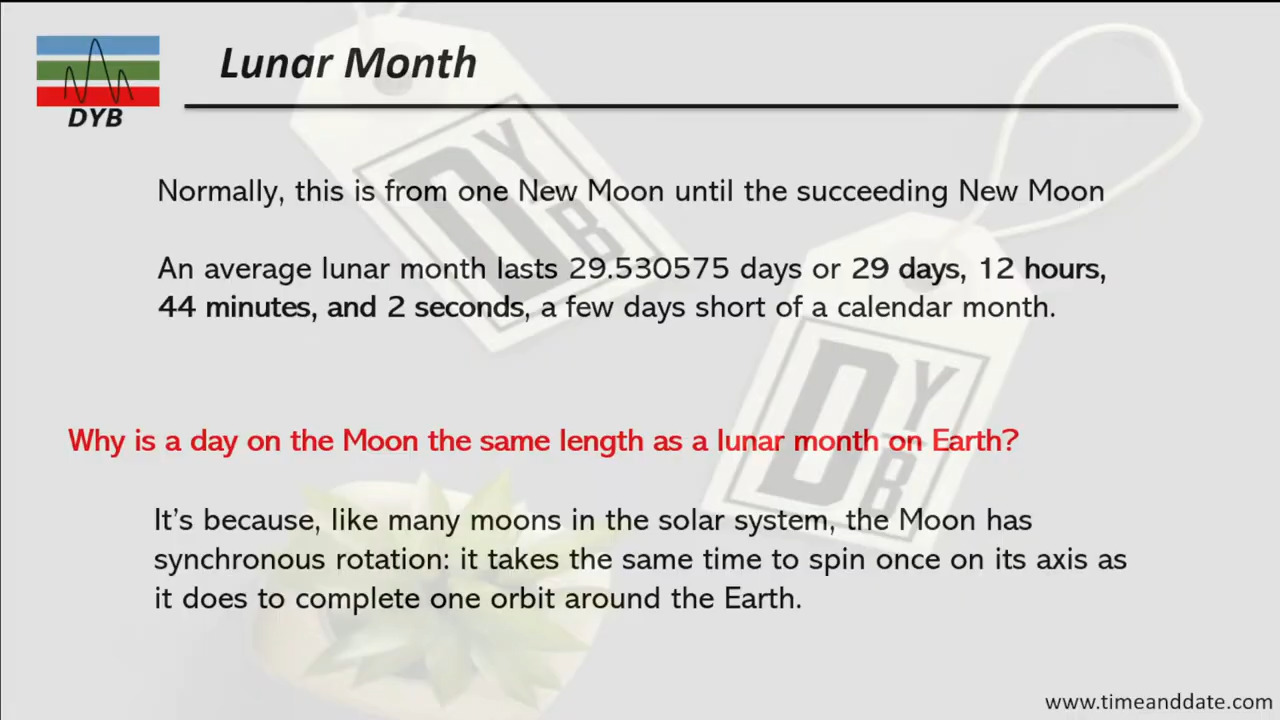 Lunar Month
DYB
Normally, this is from one New Moon until the succeeding New Moon
An average lunar month lasts 29.530575 days or 29 days, 12 hours,
44 minutes, and 2 seconds, a few days short of a calendar month.
Why is a day on the Moon the same length as a lunar month on Earth?
It's because, like many moons in the solar system, the Moon has
synchronous rotation: it takes the same time to spin once on its axis as
it does to complete one orbit around the Earth.
www.timeanddate.com
DYB
DYB